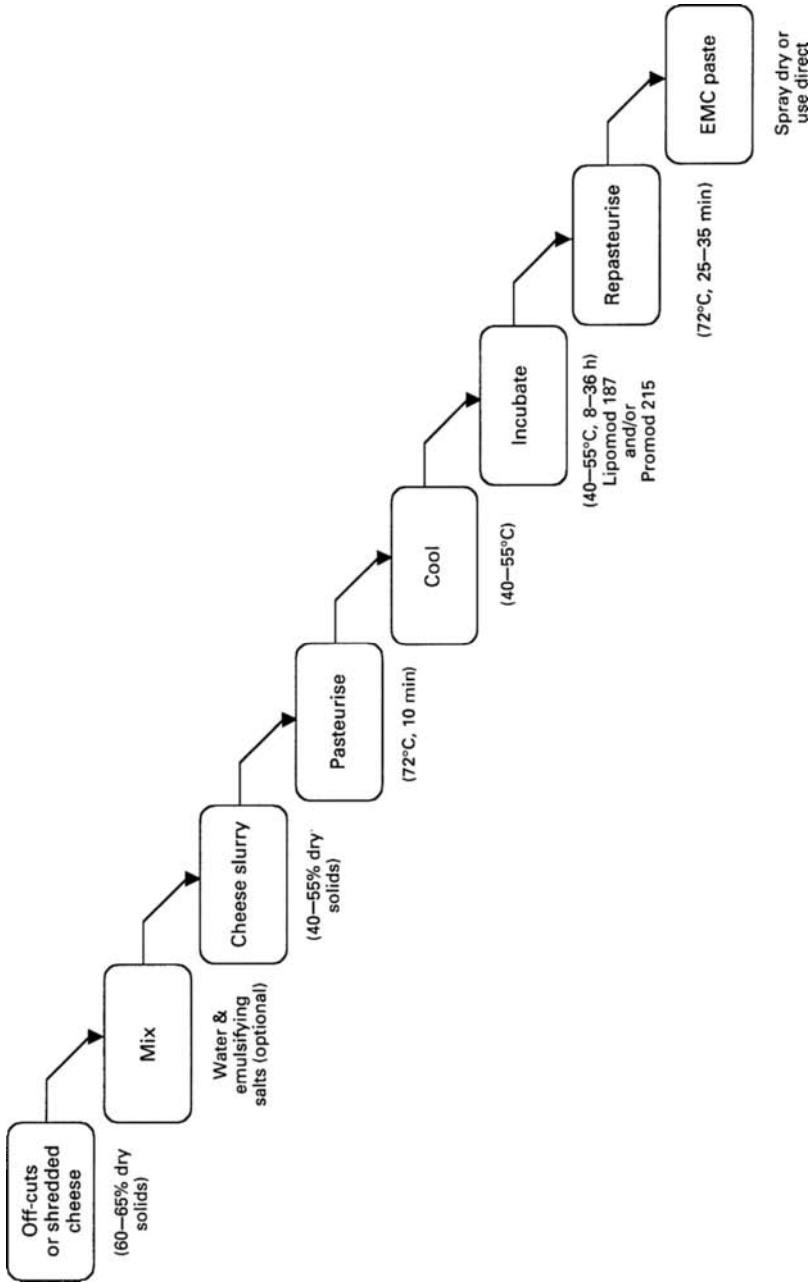 Off-cuts
or shredded
cheese
(60–65% dry
solids)
Mix
Water &
emulsifying
salts (optional)
Cheese slurry
(40–55% dry
solids)
Pasteurise
(72°C, 10 min)
Cool
(40–55°C)
Incubate
(40–55°C, 8–36 h)
Lipomod 187
and/or
Promod 215
Repasteurise
(72°C, 25–35 min)
EMC paste
Spray dry or
use direct